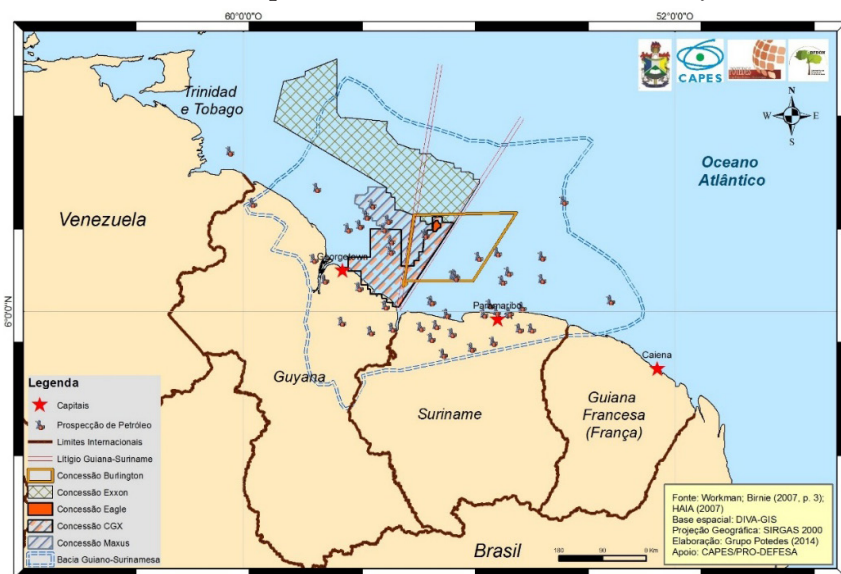 60°0'0"O
52°0'0"O
CAPES
Trinidad
e Tobago
N
W
E
S
Oceano
Atlântico
Venezuela
Georgetown
Paramaribo
6°0'0"N
Caiena
Guyana
Suriname
Guiana
Francesa
(França)
Brasil
Legenda
Capitais
Prospecção de Petróleo
Limites Internacionais
Litígio Guiana-Suriname
Concessão Burlington
Concessão Exxon
Concessão Eagle
Concessão CGX
Concessão Maxus
Bacia Guiano-Surinamesa
180 90 0 Km
Fonte: Workman; Birnie (2007, p. 3);
HAIA (2007)
Base espacial: DIVA-GIS
Projeção Geográfica: SIRGAS 2000
Elaboração: Grupo Potedes (2014)
Apoio: CAPES/PRO-DEFESA